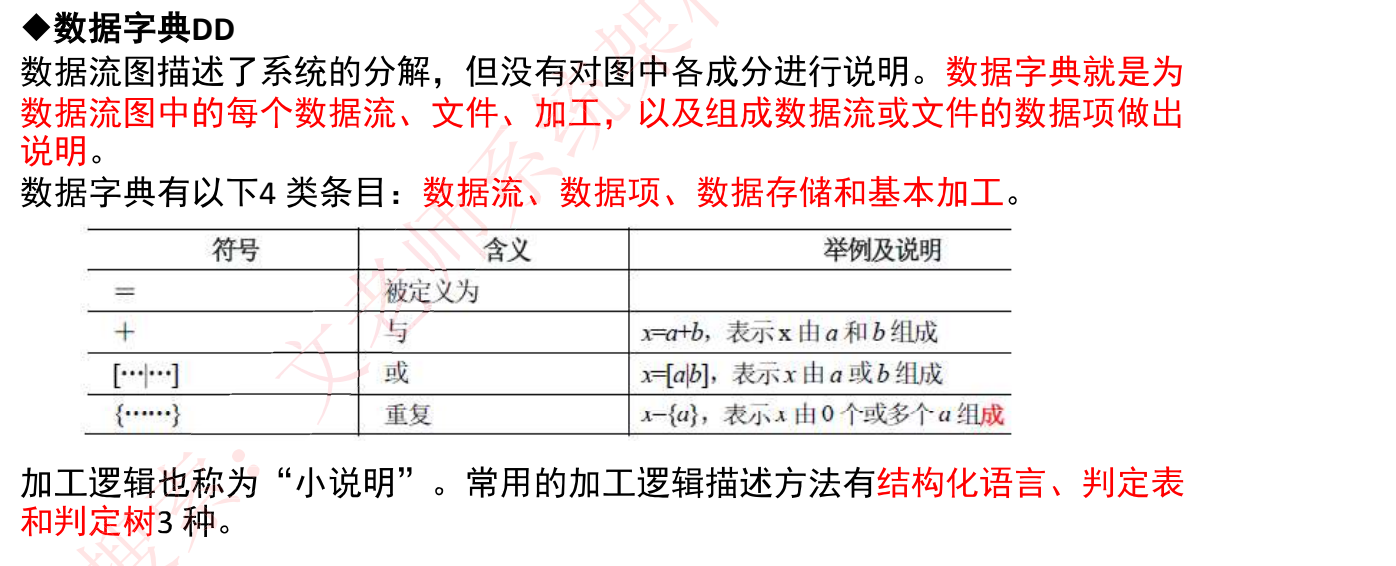 ◆数据字典DD
数据流图描述了系统的分解，但没有对图中各成分进行说明。数据字典就是为
数据流图中的每个数据流、文件、加工，以及组成数据流或文件的数据项做出
说明。
数据字典有以下4 类条目：数据流、数据项、数据存储和基本加工。
符号 含义 举例及说明
= 被定义为
+ 与 x=a+b，表示 x 由 a 和 b 组成
[…|…] 或 x=[a|b]，表示 x 由 a 或 b 组成
{……} 重复 x={a}，表示 x 由 0 个或多个 a 组成
加工逻辑也称为“小说明”。常用的加工逻辑描述方法有结构化语言、判定表
和判定树3 种。
文老师系统架
搜索：